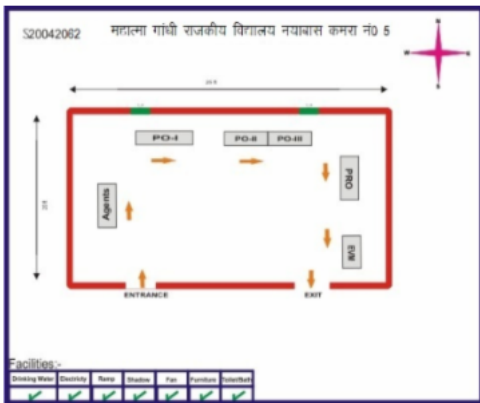 S20042062 महात्मा गांधी राजकीय विद्यालय नयाबास कमरा नं0 5
N
S
PO-I
PO-II PO-III
PRO
Agents
EVM
ENTRANCE EXIT
Facilities:-
Drinking Water Electricity Ramp Shadow Fan Furniture Toilet/Bath